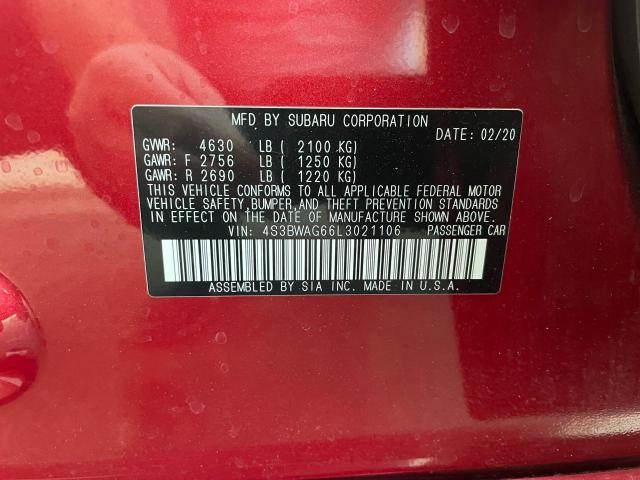 MFD BY SUBARU CORPORATION
DATE: 02/20
GVWR: 4630 LB ( 2100 KG)
GAWR: F 2756 LB ( 1250 KG)
GAWR: R 2690 LB ( 1220 KG)
THIS VEHICLE CONFORMS TO ALL APPLICABLE FEDERAL MOTOR
VEHICLE SAFETY,BUMPER,AND THEFT PREVENTION STANDARDS
IN EFFECT ON THE DATE OF MANUFACTURE SHOWN ABOVE.
VIN: 4S3BWAG66L3021106 PASSENGER CAR
ASSEMBLED BY SIA INC. MADE IN U.S.A.